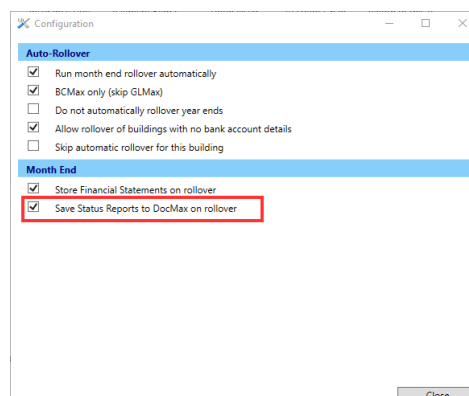 Configuration
Auto-Rollover
Run month end rollover automatically
BCMax only (skip GLMax)
Do not automatically rollover year ends
Allow rollover of buildings with no bank account details
Skip automatic rollover for this building
Month End
Store Financial Statements on rollover
Save Status Reports to DocMax on rollover
Close